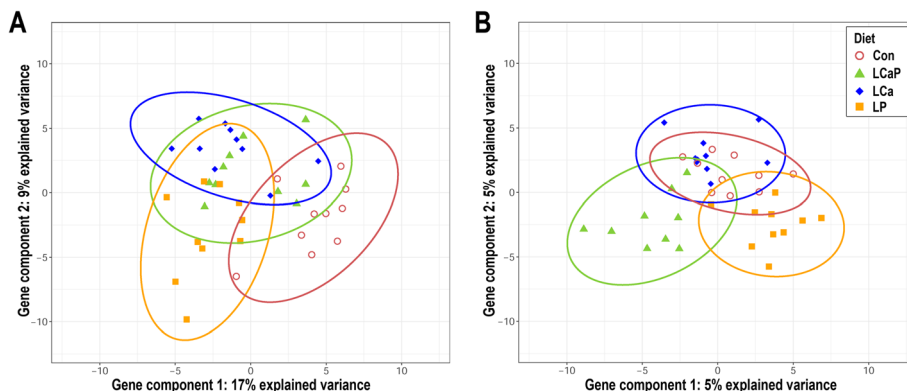 A
B
Gene component 2: 9% explained variance
10
5
0
−5
−10
−10
−5
0
5
10
Gene component 1: 17% explained variance
Gene component 2: 5% explained variance
10
5
0
−5
−10
−10
−5
0
5
10
Gene component 1: 5% explained variance
Diet
Con
LCaP
LCa
LP